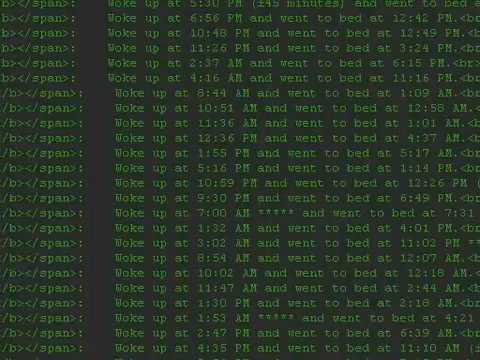 b></span>: Woke up at 5:30 PM (±45 minutes) and went to bed at
/b></span>: Woke up at 6:56 PM and went to bed at 12:42 PM.<br>
/b></span>: Woke up at 10:48 PM and went to bed at 12:49 PM.<b
/b></span>: Woke up at 11:26 PM and went to bed at 3:24 PM.<br
/b></span>: Woke up at 2:37 AM and went to bed at 6:15 PM.<br>
/b></span>: Woke up at 4:16 AM and went to bed at 11:16 PM.<br
/b></span>: Woke up at 8:44 AM and went to bed at 1:09 AM.<br
/b></span>: Woke up at 10:51 AM and went to bed at 12:58 AM.<
/b></span>: Woke up at 11:36 AM and went to bed at 1:01 AM.<b
/b></span>: Woke up at 12:36 PM and went to bed at 4:37 AM.<b
/b></span>: Woke up at 1:55 PM and went to bed at 5:17 AM.<br
/b></span>: Woke up at 5:16 PM and went to bed at 1:14 PM.<br
/b></span>: Woke up at 10:59 PM and went to bed at 12:26 PM (
/b></span>: Woke up at 9:30 PM and went to bed at 6:49 PM.<br
/b></span>: Woke up at 7:00 AM ***** and went to bed at 7:31
/b></span>: Woke up at 1:32 AM and went to bed at 4:01 PM.<br
/b></span>: Woke up at 3:02 AM and went to bed at 11:02 PM **
/b></span>: Woke up at 8:54 AM and went to bed at 12:07 AM.<b
/b></span>: Woke up at 10:02 AM and went to bed at 12:18 AM.<
/b></span>: Woke up at 11:47 AM and went to bed at 2:44 AM.<b
/b></span>: Woke up at 1:30 PM and went to bed at 2:18 AM.<br
/b></span>: Woke up at 1:53 AM ***** and went to bed at 4:21
/b></span>: Woke up at 2:47 PM and went to bed at 6:39 AM.<br
/b></span>: Woke up at 4:35 PM and went to bed at 11:10 AM (±